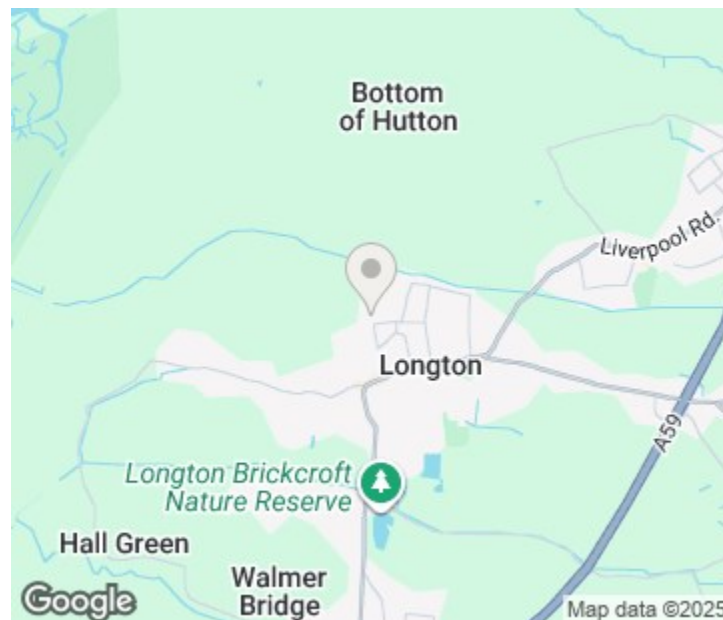 Bottom
of Hutton
Liverpool Rd.
Longton
A59
Longton Brickcroft
Nature Reserve
Hall Green
Walmer
Bridge
Google
Map data ©2025